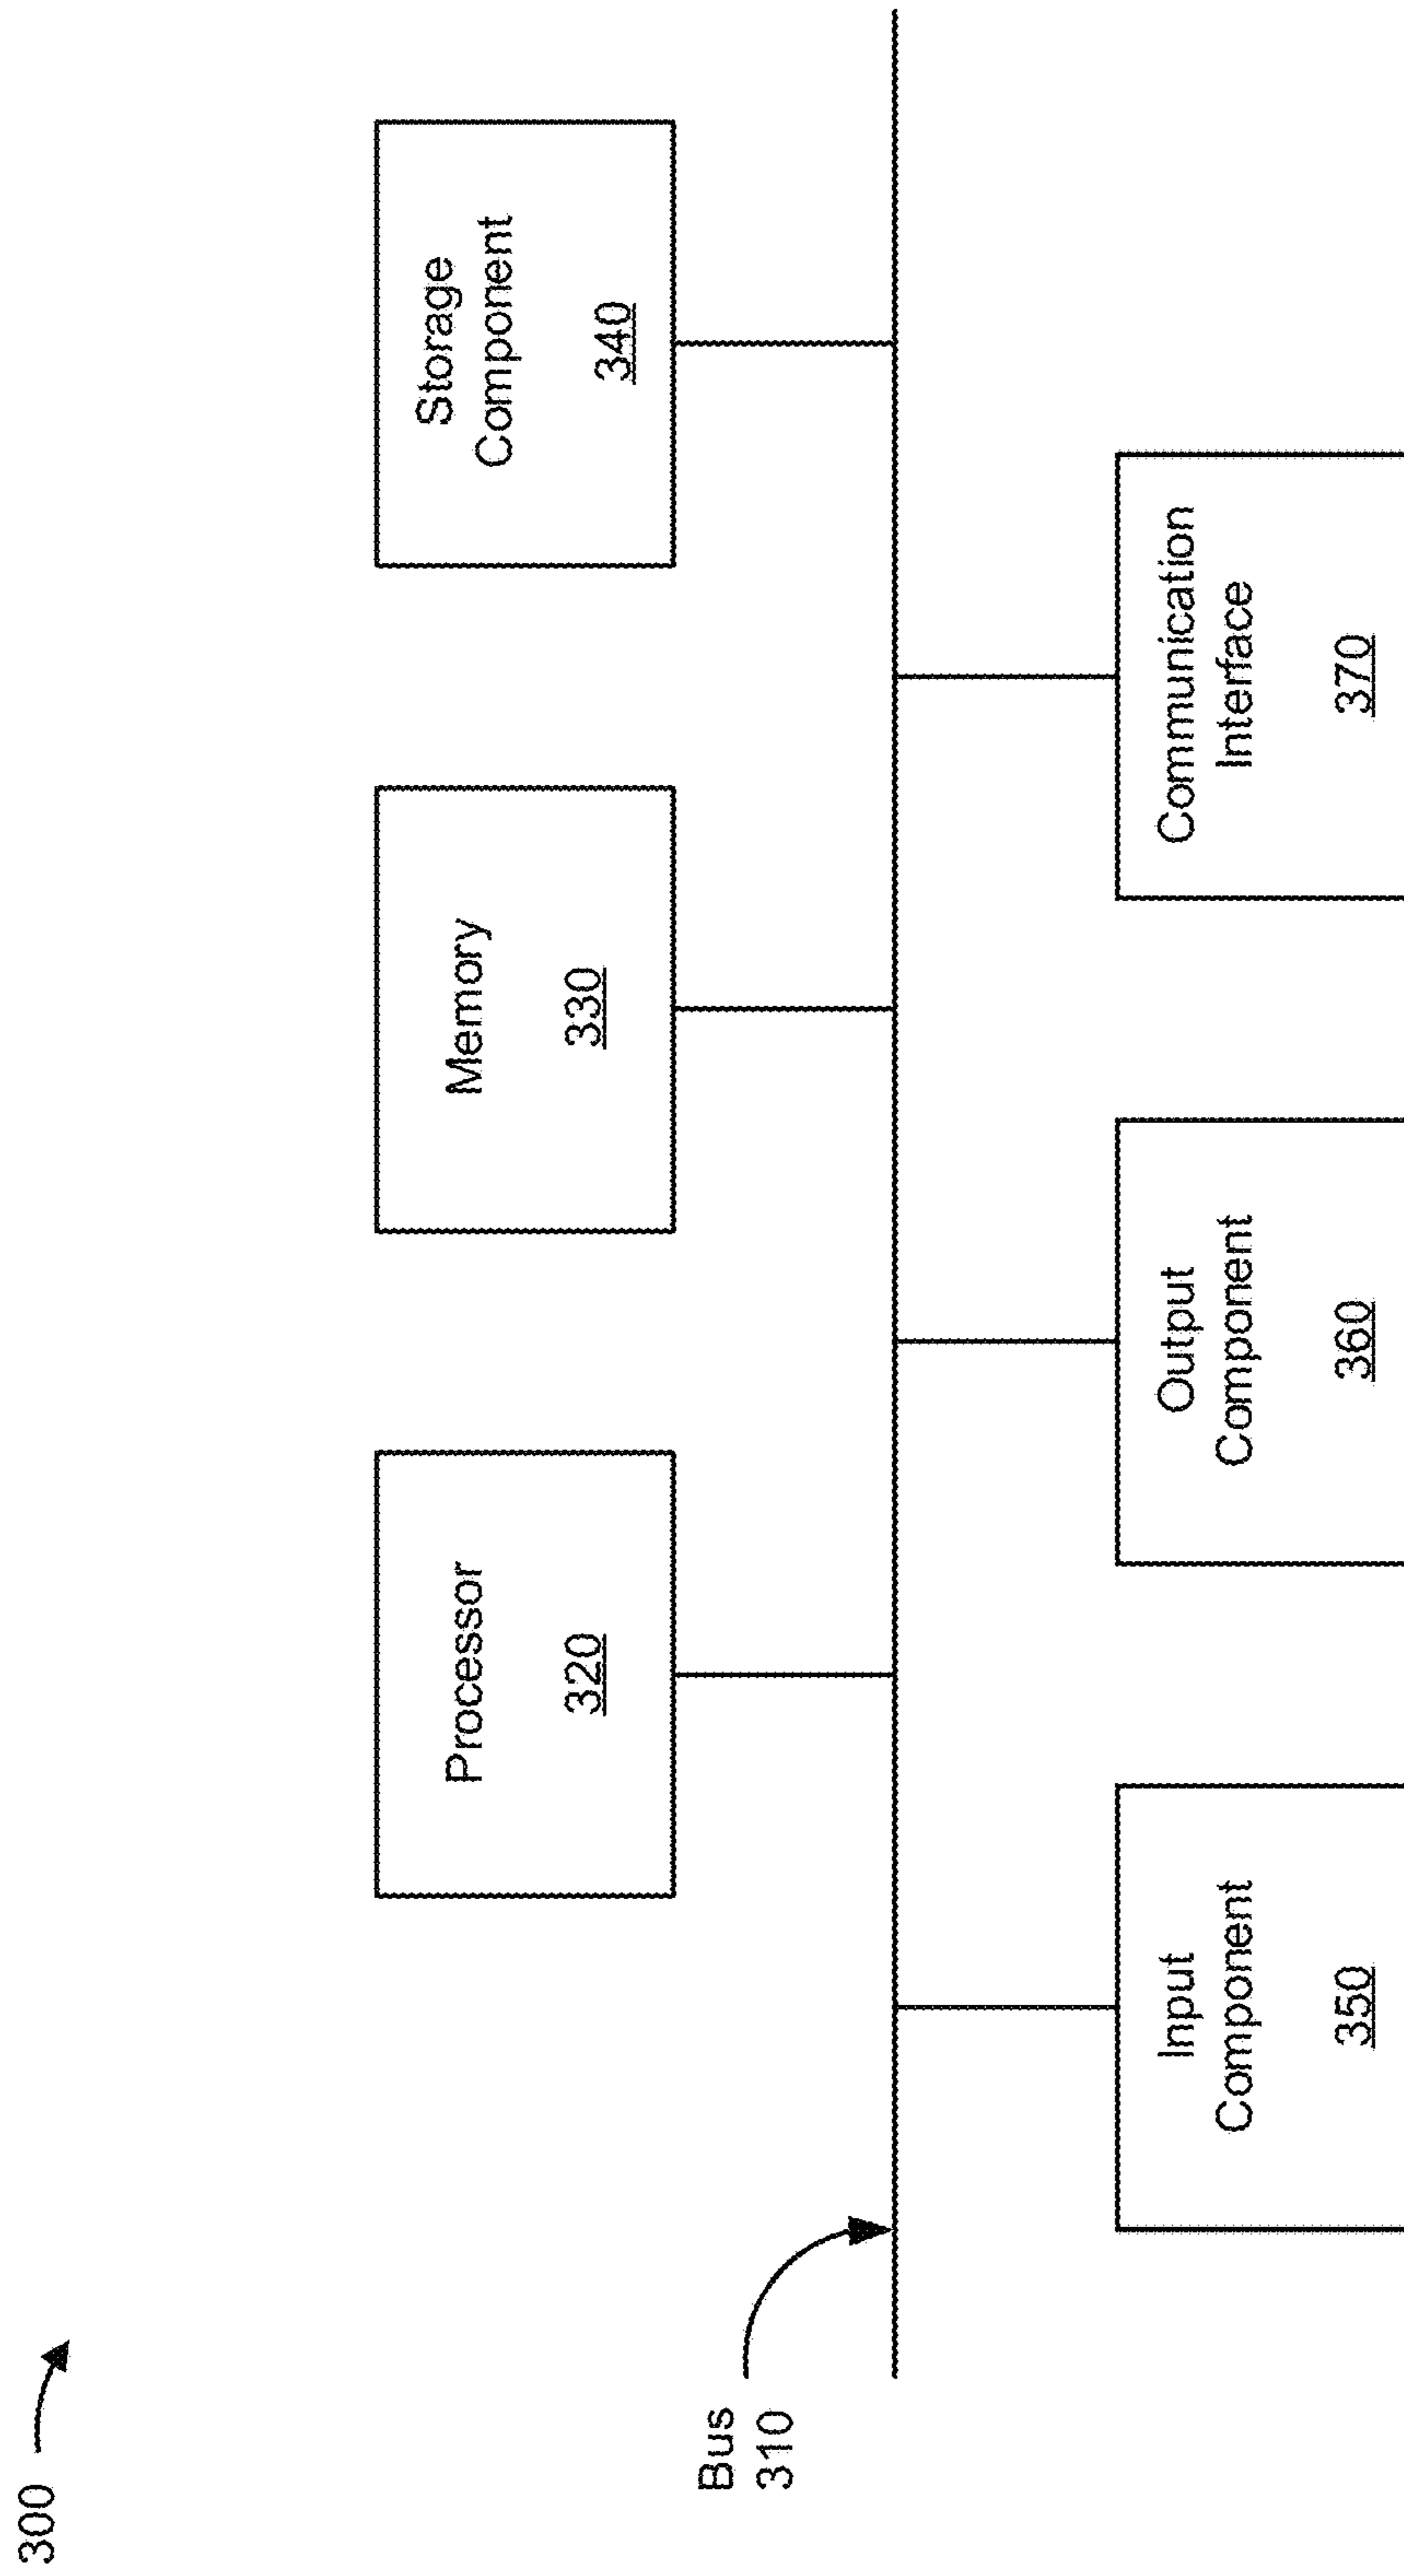 300
Processor
320
Memory
330
Storage
Component
340
Bus
310
Input
Component
350
Output
Component
360
Communication
Interface
370